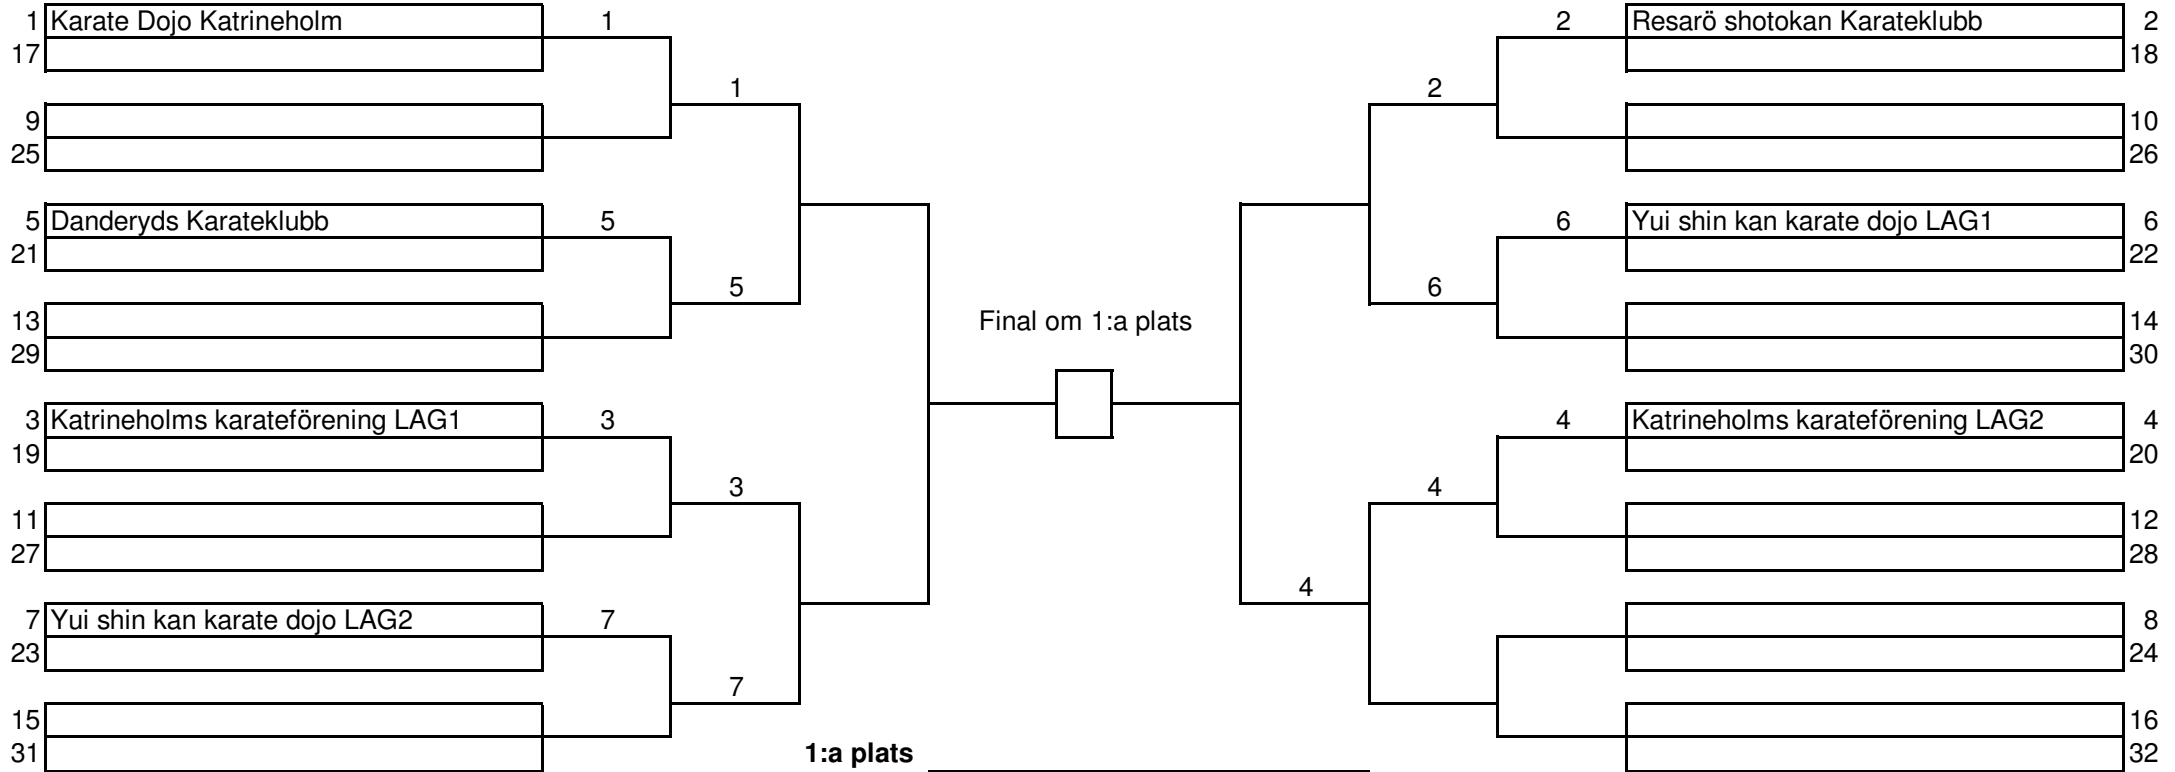 1 Karate Dojo Katrineholm 1 2 Resarö shotokan Karateklubb 2
17 18
1 2
9 10
25 26
5 Danderyds Karateklubb 5 6 Yui shin kan karate dojo LAG1 6
21 22
5 6
13 Final om 1:a plats 14
29 30
3 Katrineholms karateförening LAG1 3 4 Katrineholms karateförening LAG2 4
19 20
3 4
11 12
27 28
4
7 Yui shin kan karate dojo LAG2 7 8
23 24
7
15 16
31 1:a plats 32